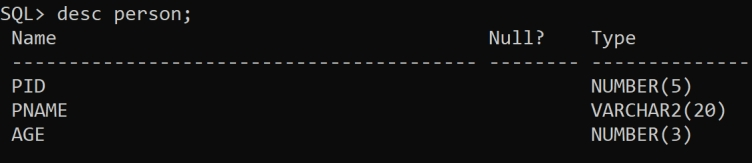 SQL> desc person;
Name Null? Type
----------------------------------------- -------- --------------
PID NUMBER(5)
PNAME VARCHAR2(20)
AGE NUMBER(3)